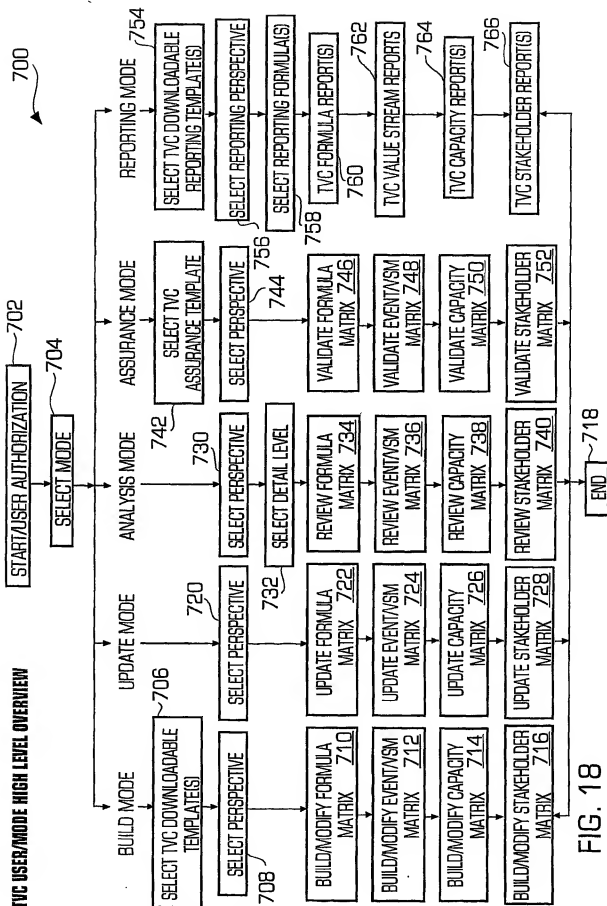 TVC USER/MODE HIGH LEVEL OVERVIEW
700
START/USER AUTHORIZATION
702
SELECT MODE
704
BUILD MODE
SELECT TVC DOWNLOADABLE
TEMPLATE(S)
706
SELECT PERSPECTIVE
708
BUILD/MODIFY FORMULA
MATRIX 710
BUILD/MODIFY EVENT/VSM
MATRIX 712
BUILD/MODIFY CAPACITY
MATRIX 714
BUILD/MODIFY STAKEHOLDER
MATRIX 716
UPDATE MODE
SELECT PERSPECTIVE
720
UPDATE FORMULA
MATRIX 722
UPDATE EVENT/VSM
MATRIX 724
UPDATE CAPACITY
MATRIX 726
UPDATE STAKEHOLDER
MATRIX 728
ANALYSIS MODE
SELECT PERSPECTIVE
730
SELECT DETAIL LEVEL
732
REVIEW FORMULA
MATRIX 734
REVIEW EVENT/VSM
MATRIX 736
REVIEW CAPACITY
MATRIX 738
REVIEW STAKEHOLDER
MATRIX 740
ASSURANCE MODE
SELECT TVC
ASSURANCE TEMPLATE
742
SELECT PERSPECTIVE
744
VALIDATE FORMULA
MATRIX 746
VALIDATE EVENT/VSM
MATRIX 748
VALIDATE CAPACITY
MATRIX 750
VALIDATE STAKEHOLDER
MATRIX 752
REPORTING MODE
754
SELECT TVC DOWNLOADABLE
REPORTING TEMPLATE(S)
SELECT REPORTING PERSPECTIVE
756
SELECT REPORTING FORMULA(S)
758
TVC FORMULA REPORT(S)
760
TVC VALUE STREAM REPORTS
762
TVC CAPACITY REPORT(S)
764
TVC STAKEHOLDER REPORT(S)
766
END
718
FIG. 18